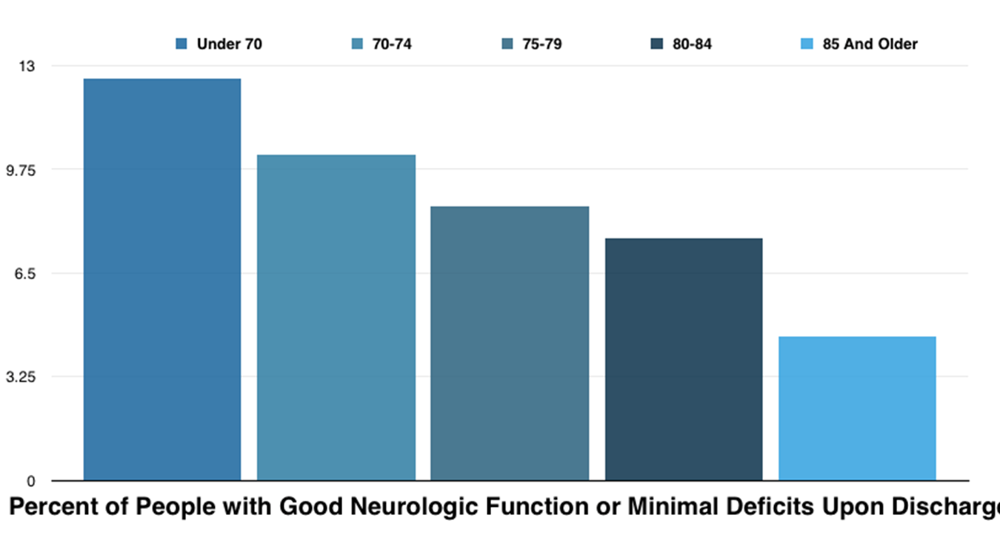 Under 70 70-74 75-79 80-84 85 And Older
13
9.75
6.5
3.25
0
Percent of People with Good Neurologic Function or Minimal Deficits Upon Discharge